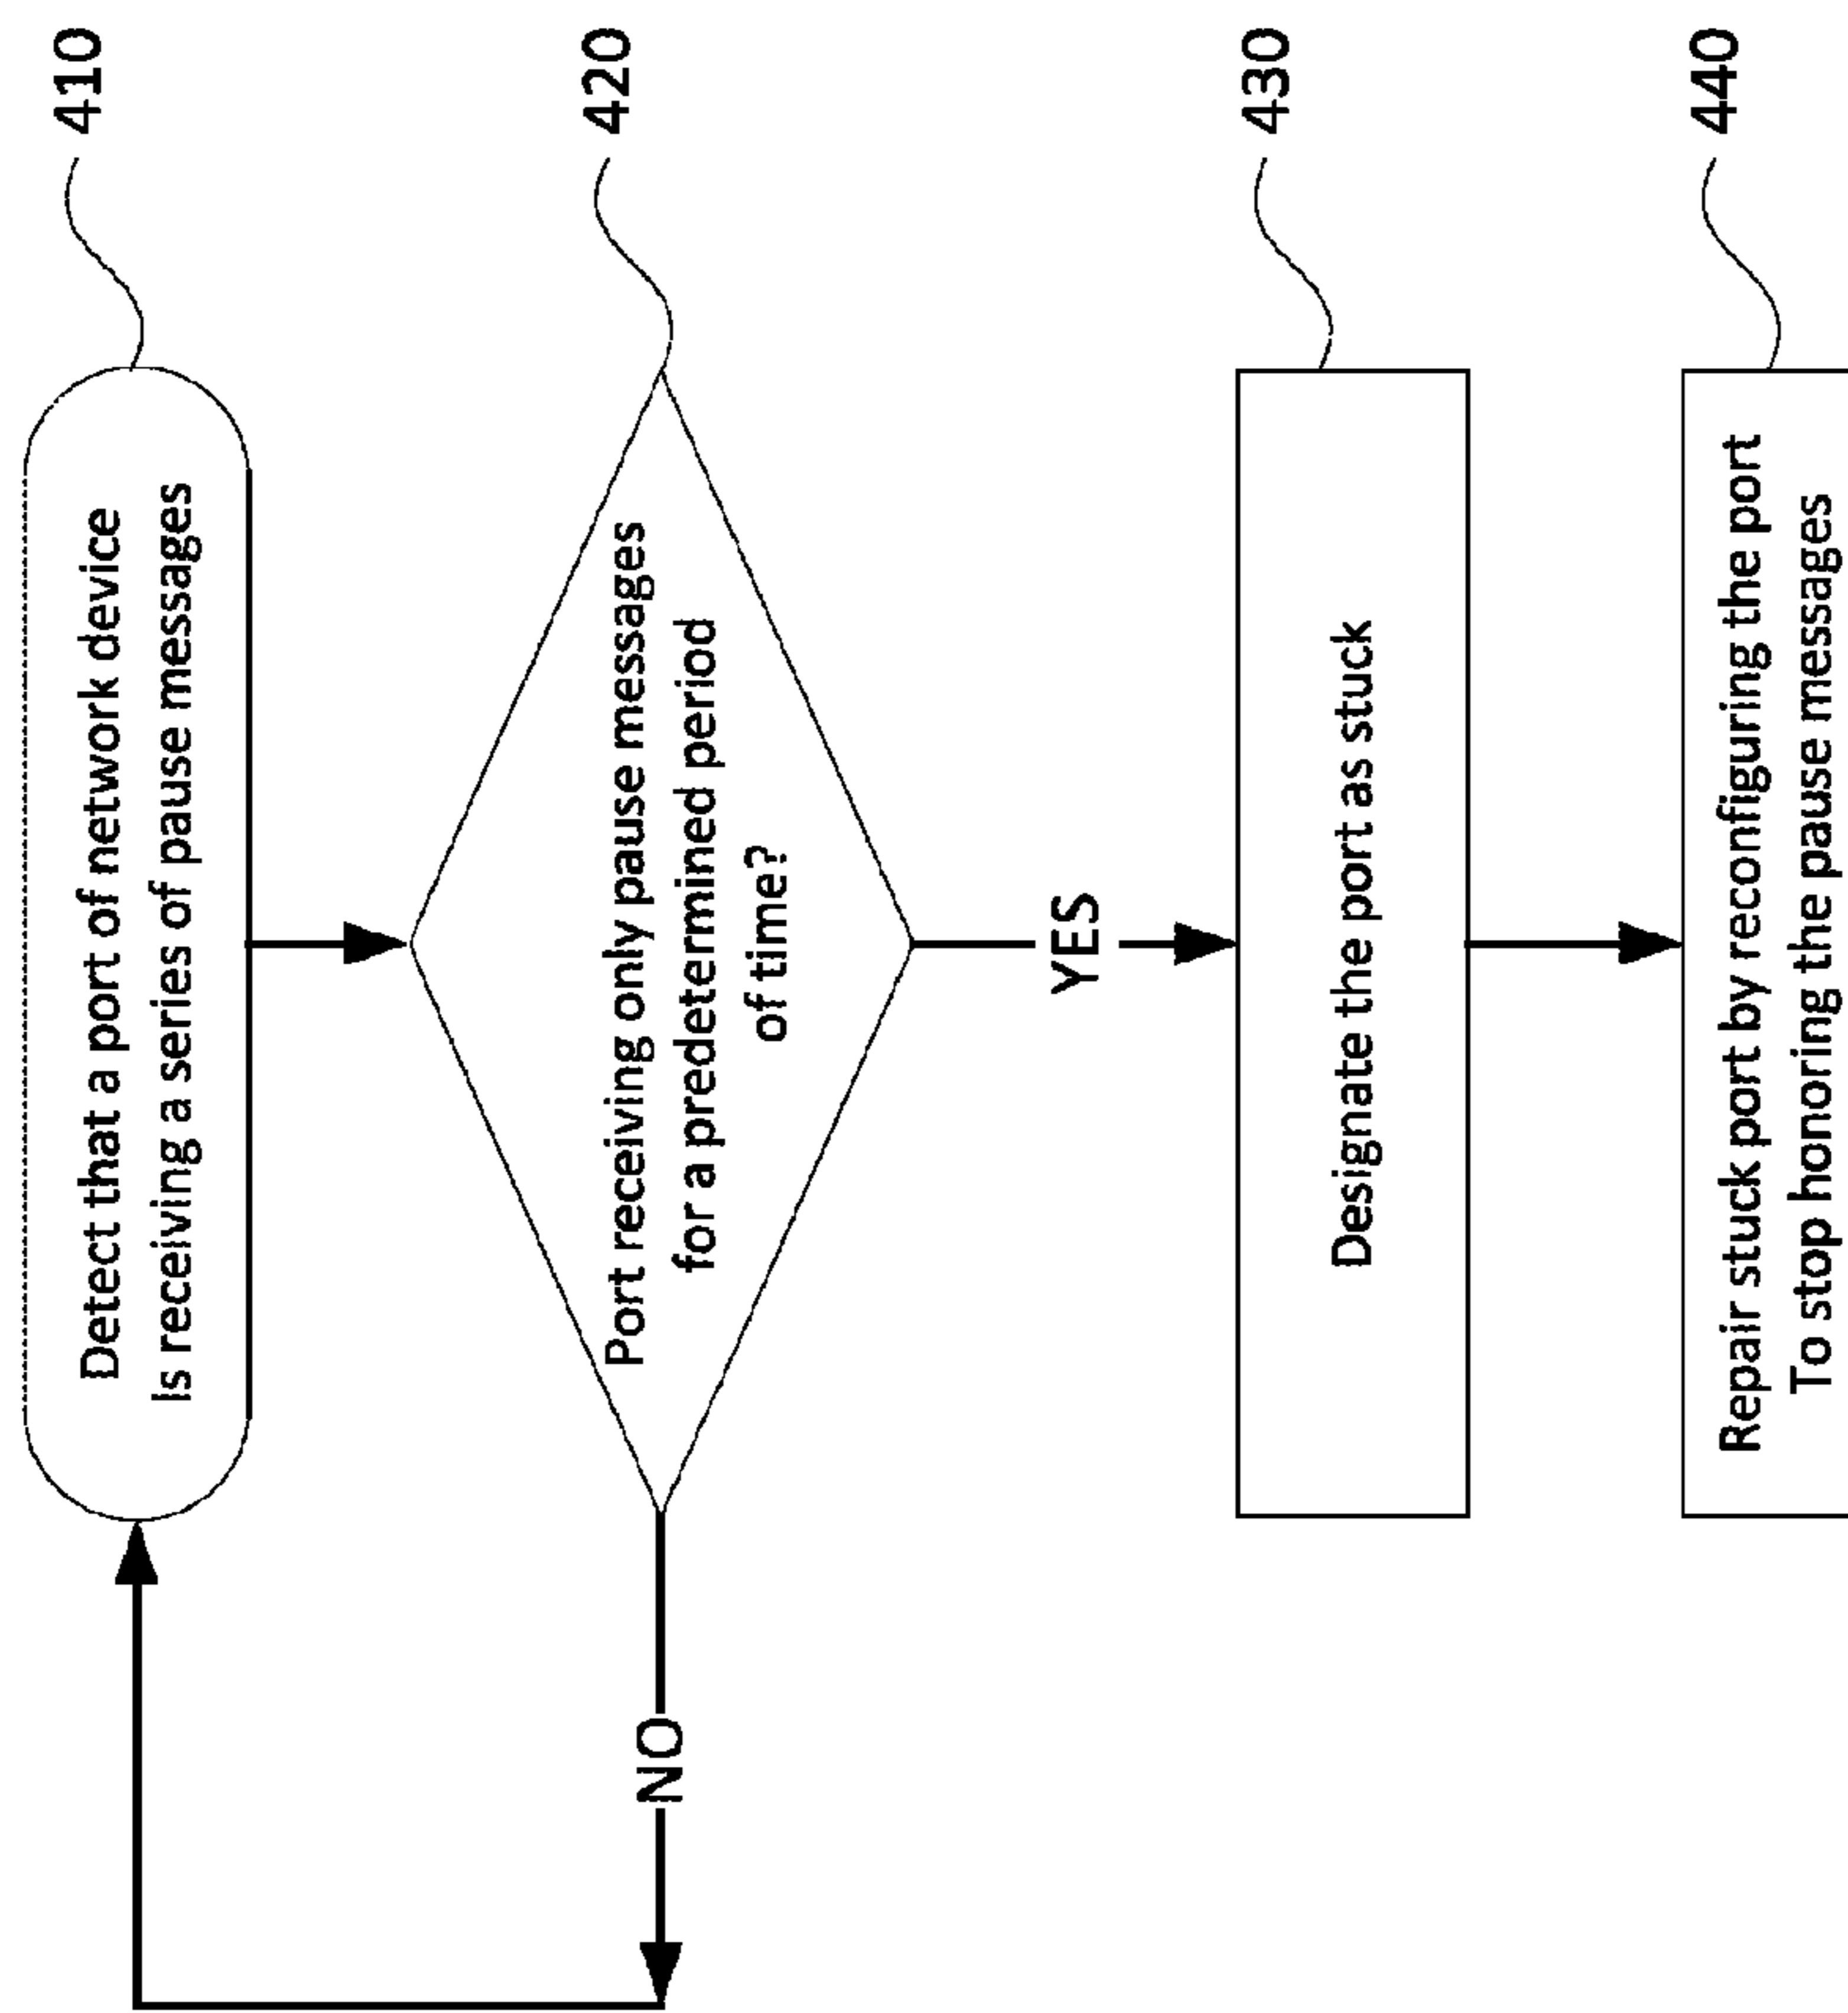 410
Detect that a port of network device
Is receiving a series of pause messages
420
Port receiving only pause messages
for a predetermined period
of time?
NO
YES
430
Designate the port as stuck
440
Repair stuck port by reconfiguring the port
To stop honoring the pause messages